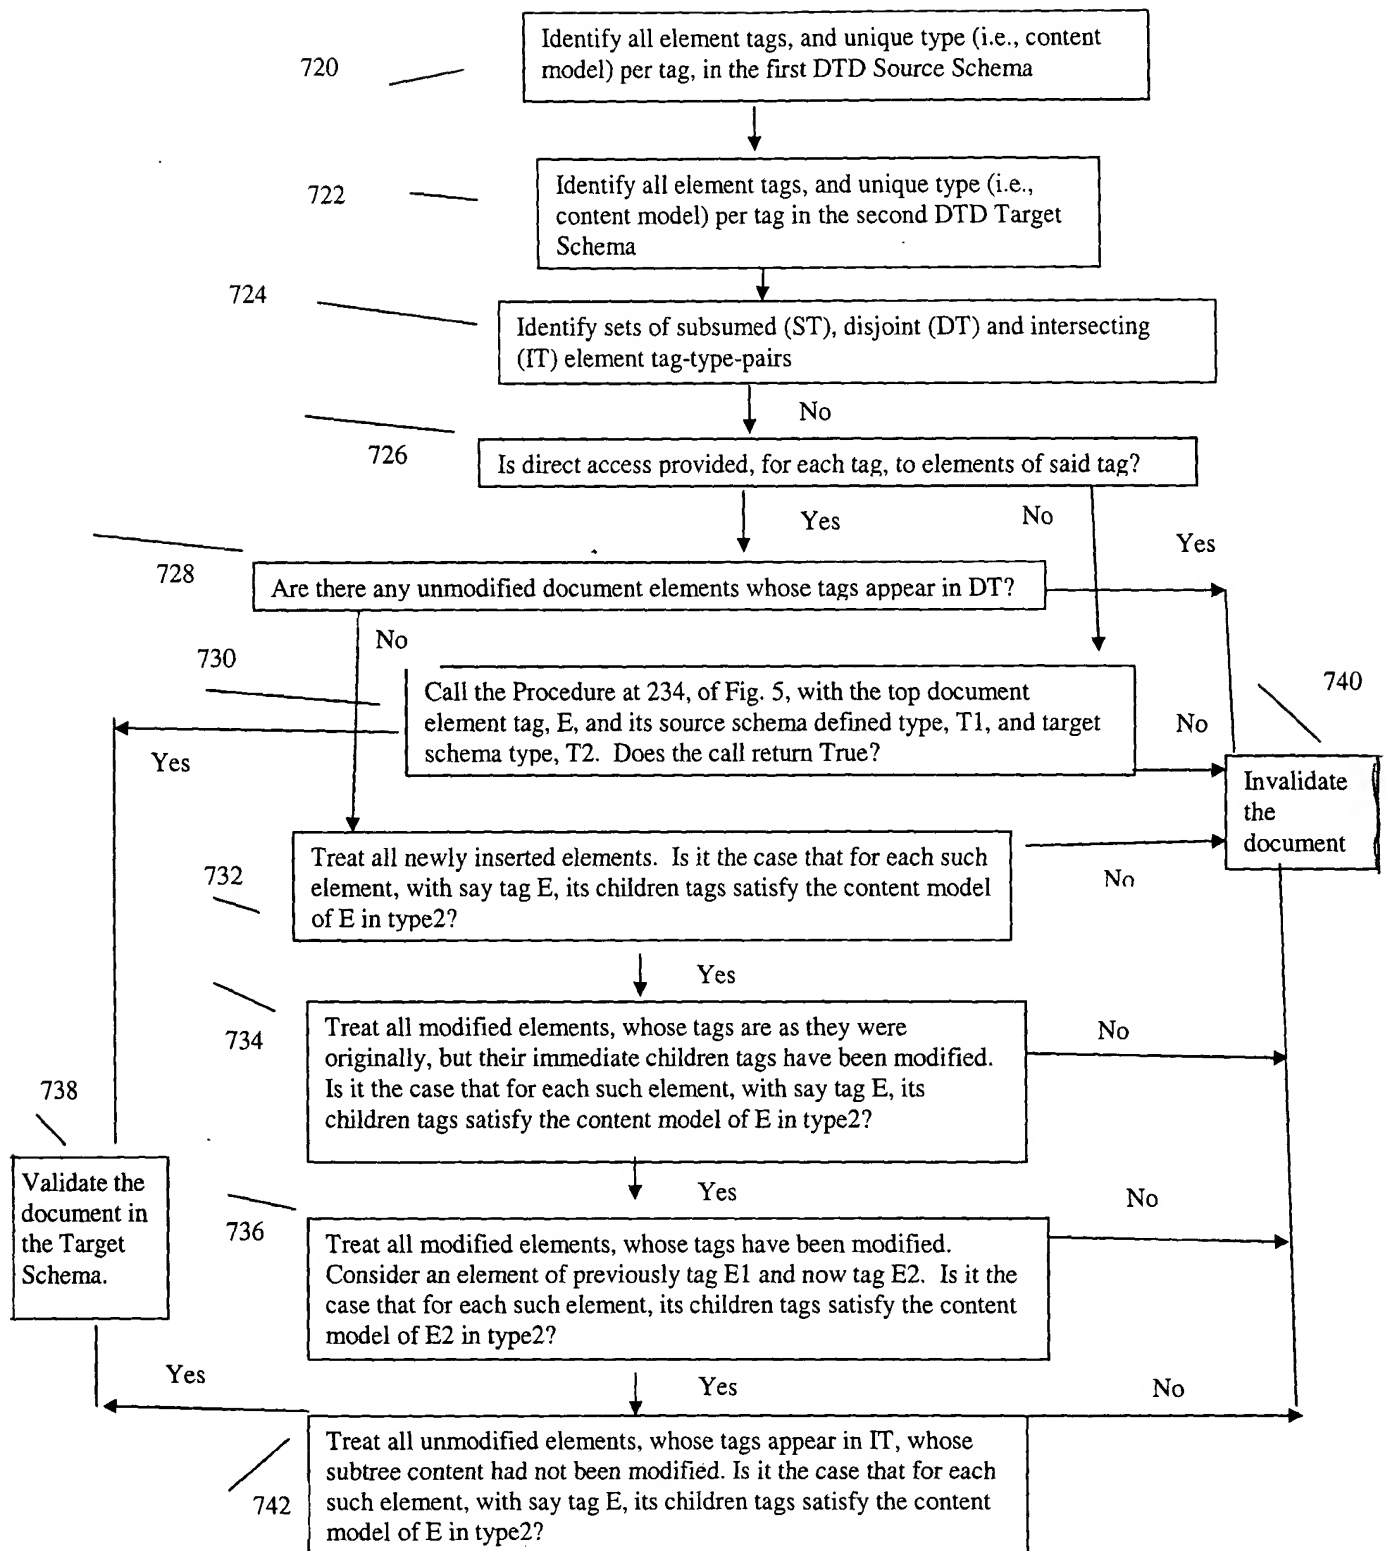 720
Identify all element tags, and unique type (i.e., content
model) per tag, in the first DTD Source Schema
722
Identify all element tags, and unique type (i.e.,
content model) per tag in the second DTD Target
Schema
724
Identify sets of subsumed (ST), disjoint (DT) and intersecting
(IT) element tag-type-pairs
No
726
Is direct access provided, for each tag, to elements of said tag?
Yes
No
Yes
728
Are there any unmodified document elements whose tags appear in DT?
No
730
Call the Procedure at 234, of Fig. 5, with the top document
element tag, E, and its source schema defined type, T1, and target
schema type, T2. Does the call return True?
Yes
No
740
Invalidate
the
document
732
Treat all newly inserted elements. Is it the case that for each such
element, with say tag E, its children tags satisfy the content model
of E in type2?
No
Yes
734
Treat all modified elements, whose tags are as they were
originally, but their immediate children tags have been modified.
Is it the case that for each such element, with say tag E, its
children tags satisfy the content model of E in type2?
No
738
Validate the
document in
the Target
Schema.
Yes
No
736
Treat all modified elements, whose tags have been modified.
Consider an element of previously tag E1 and now tag E2. Is it the
case that for each such element, its children tags satisfy the content
model of E2 in type2?
Yes
Yes
No
742
Treat all unmodified elements, whose tags appear in IT, whose
subtree content had not been modified. Is it the case that for each
such element, with say tag E, its children tags satisfy the content
model of E in type2?